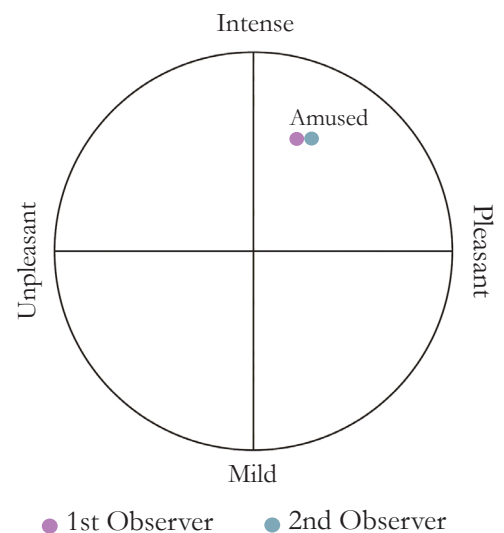 Intense
Amused
Unpleasant
Pleasant
Mild
1st Observer
2nd Observer